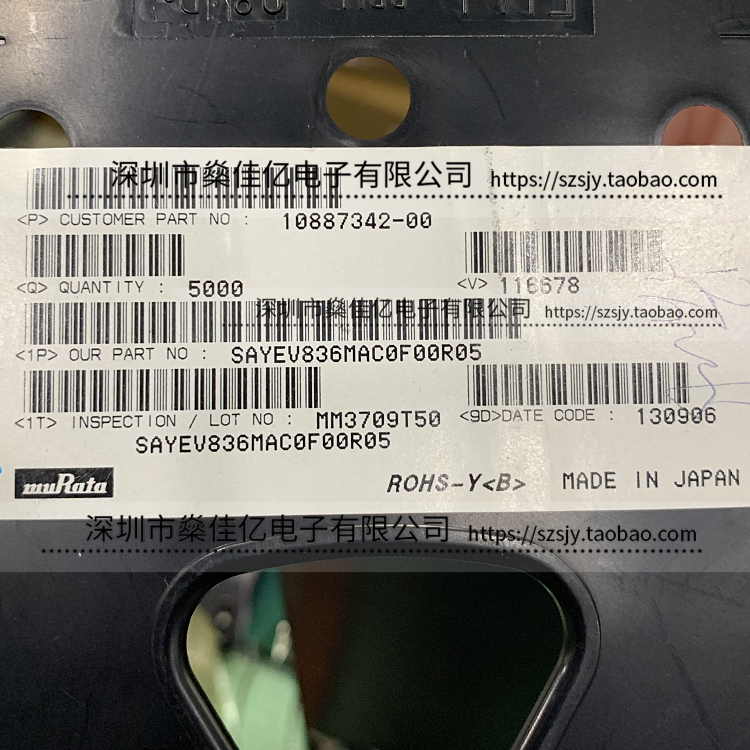 深圳市燊佳亿电子有限公司 https://szsjy.taobao.com
<P> CUSTOMER PART NO : 10887342-00
<Q> QUANTITY : 5000 <V> 116678
深圳市燊佳亿电子有限公司 https://szsjy.taobao.com
<1P> OUR PART NO : SAYEV836MAC0F00R05
<1T> INSPECTION / LOT NO : MM3709T50 <9D>DATE CODE : 130906
SAYEV836MAC0F00R05
muRata ROHS-Y<B> MADE IN JAPAN
深圳市燊佳亿电子有限公司 https://szsjy.taobao.com